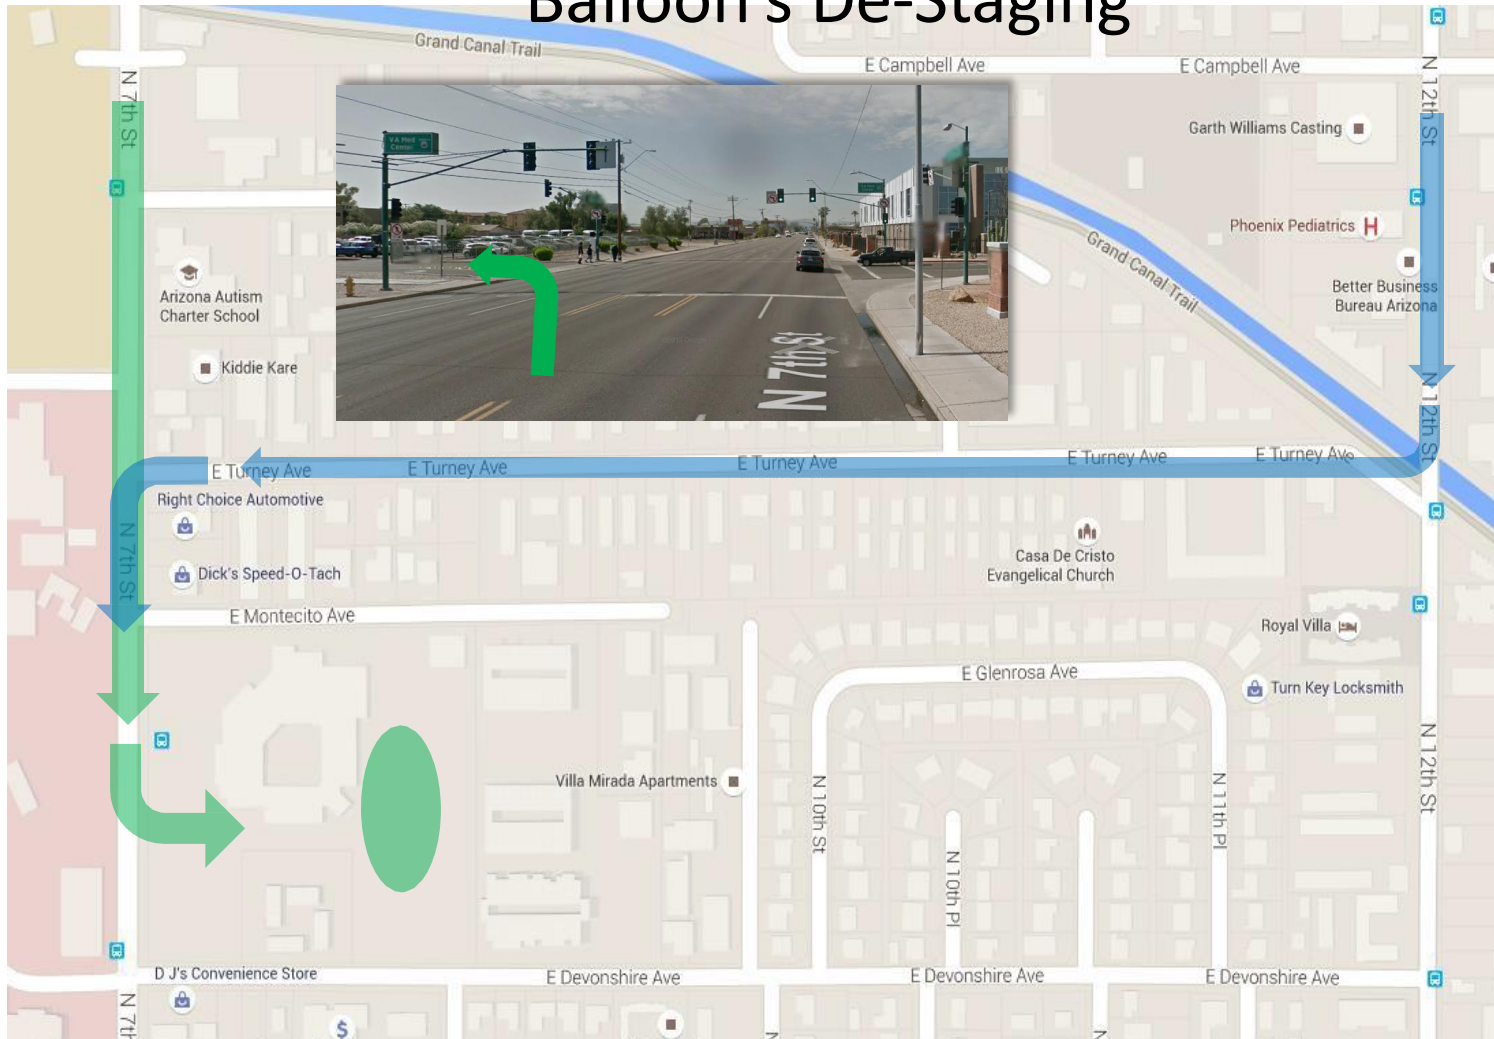 Balloon's De-Staging
Grand Canal Trail
E Campbell Ave
E Campbell Ave
N 7th St
N 12th St
Garth Williams Casting
VA Med
Center
Phoenix Pediatrics
Grand Canal Trail
Better Business
Bureau Arizona
Arizona Autism
Charter School
Kiddie Kare
N 7th St
N 12th St
E Turney Ave
E Turney Ave
E Turney Ave
E Turney Ave
E Turney Ave
Right Choice Automotive
N 7th St
Dick's Speed-O-Tach
Casa De Cristo
Evangelical Church
E Montecito Ave
Royal Villa
E Glenrosa Ave
Turn Key Locksmith
Villa Mirada Apartments
N 10th St
N 11th Pl
N 12th St
N 10th Pl
D J's Convenience Store
E Devonshire Ave
E Devonshire Ave
E Devonshire Ave
N 7th
$
N
N